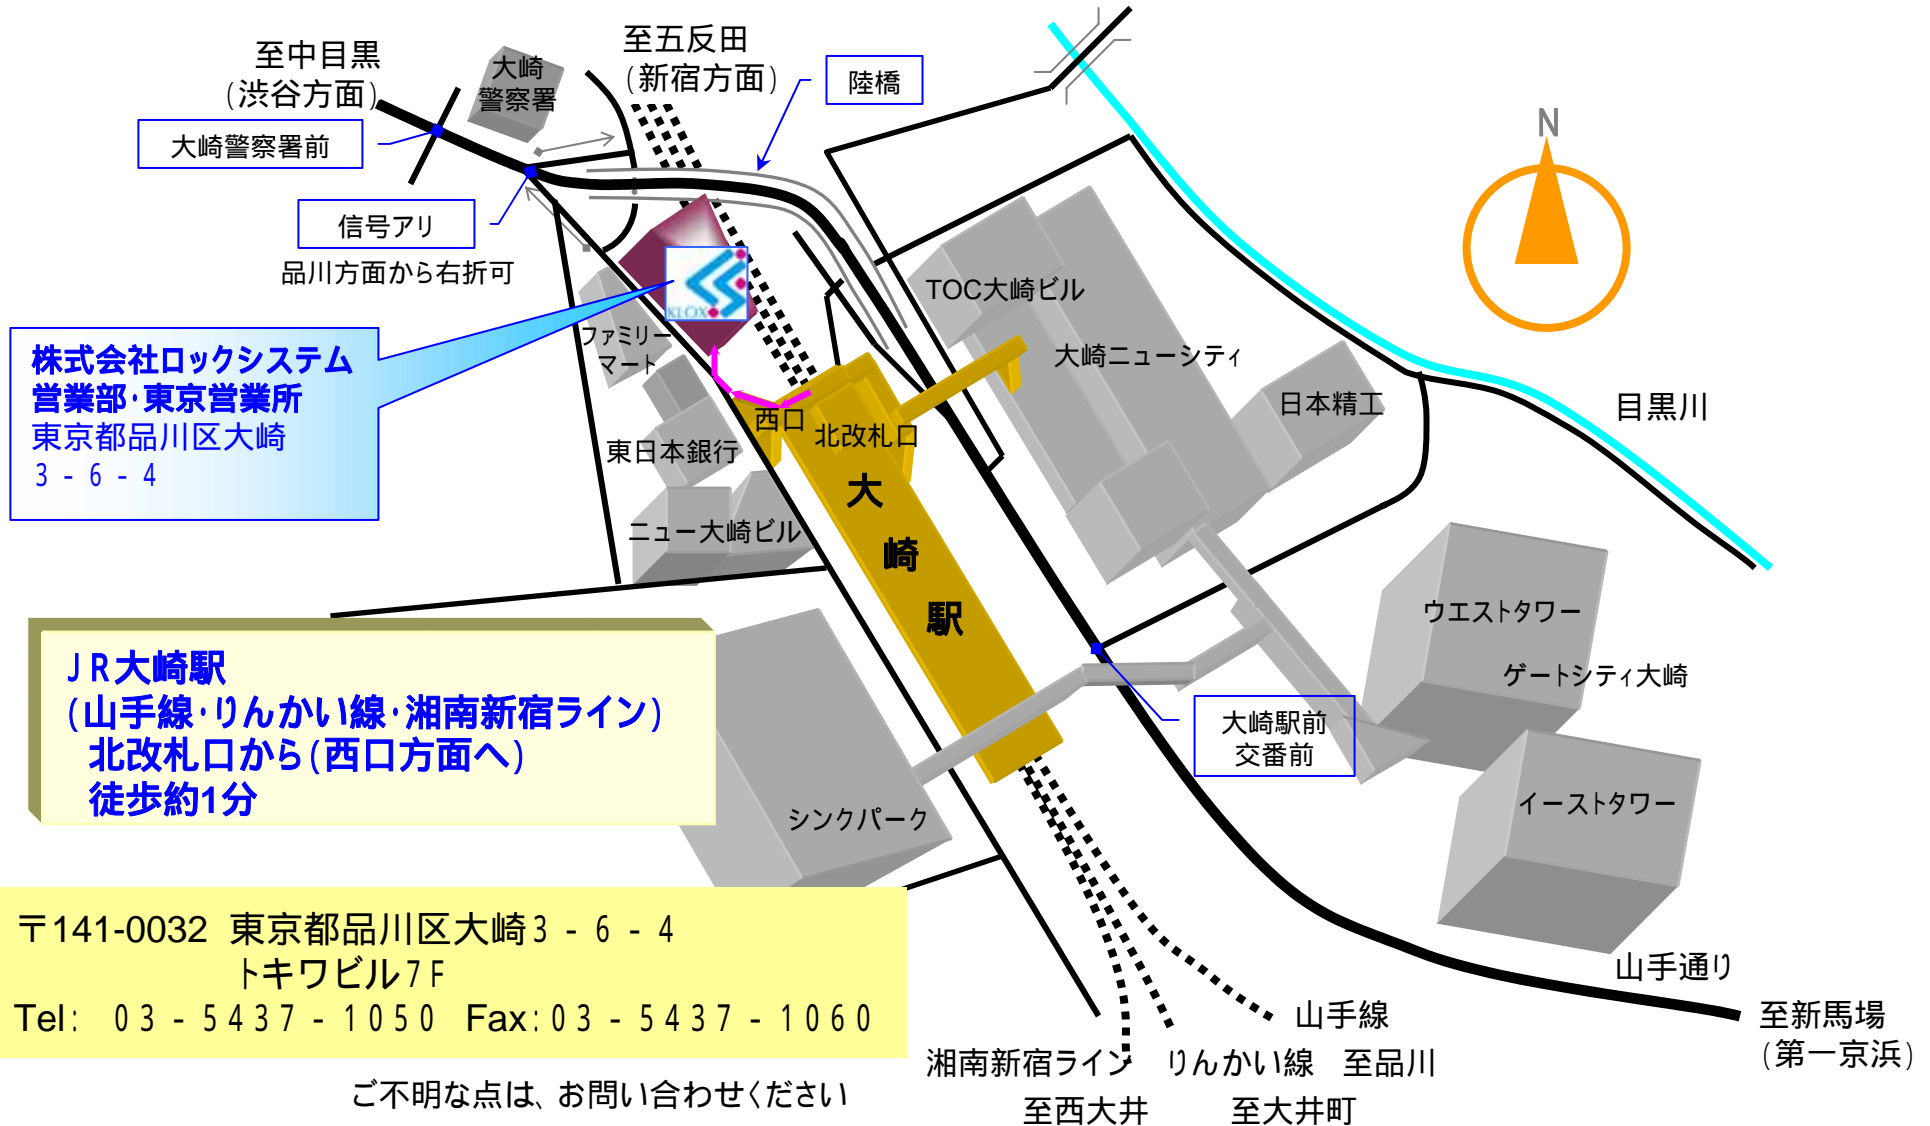 至中目黒
(渋谷方面)
大崎
警察署
至五反田
(新宿方面)
陸橋
大崎警察署前
信号アリ
品川方面から右折可
N
TOC大崎ビル
大崎ニューシティ
日本精工
目黒川
KLOX
ファミリー
マート
株式会社ロックシステム
営業部・東京営業所
東京都品川区大崎
3-6-4
西口
北改札口
東日本銀行
ニュー大崎ビル
大
崎
駅
ウエストタワー
ゲートシティ大崎
イーストタワー
大崎駅前
交番前
JR大崎駅
(山手線・りんかい線・湘南新宿ライン)
北改札口から(西口方面へ)
徒歩約1分
シンクパーク
〒141-0032 東京都品川区大崎3-6-4
トキワビル7F
Tel: 03-5437-1050 Fax:03-5437-1060
ご不明な点は、お問い合わせください
山手通り
至新馬場
(第一京浜)
山手線
湘南新宿ライン りんかい線 至品川
至西大井 至大井町